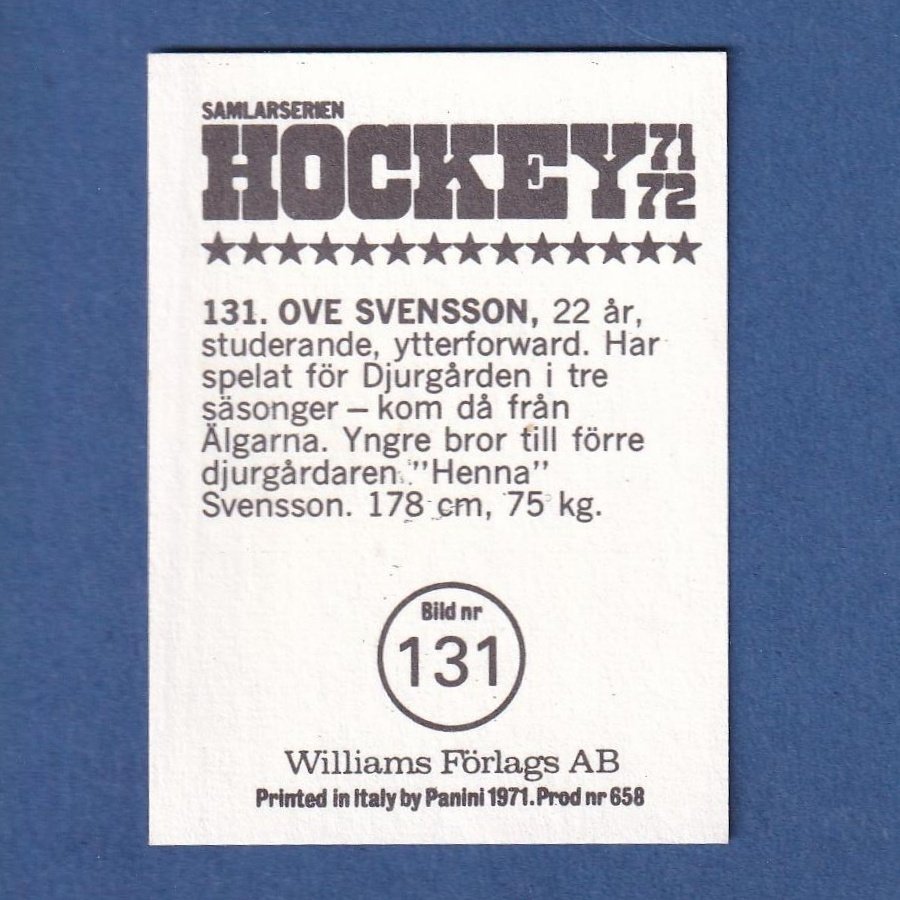 SAMLARSERIEN
HOCKEY 71 72
131. OVE SVENSSON, 22 år,
studerande, ytterforward. Har
spelat för Djurgården i tre
säsonger – kom då från
Älgarna. Yngre bror till förre
djurgårdaren "Henna"
Svensson. 178 cm, 75 kg.
Bild nr
131
Williams Förlags AB
Printed in Italy by Panini 1971. Prod nr 658